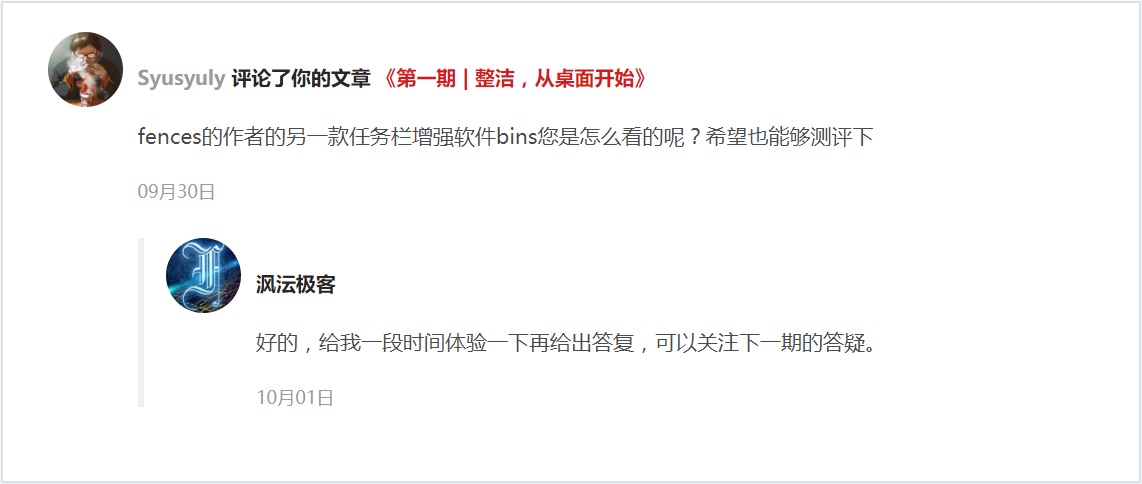 Syusyuly 评论了你的文章 《第一期 | 整洁，从桌面开始》
fences的作者的另一款任务栏增强软件bins您是怎么看的呢？希望也能够测评下
09月30日
沨沄极客
好的，给我一段时间体验一下再给出答复，可以关注下一期的答疑。
10月01日